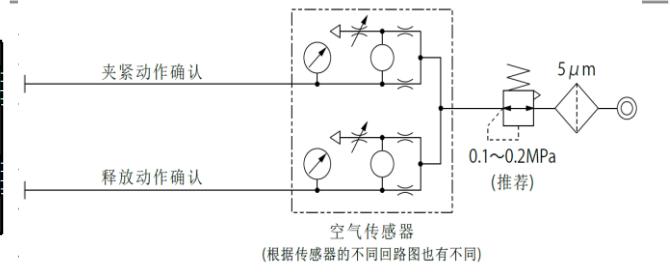 夹紧动作确认
5μm
0.1～0.2MPa
(推荐)
释放动作确认
空气传感器
(根据传感器的不同回路图也有不同)